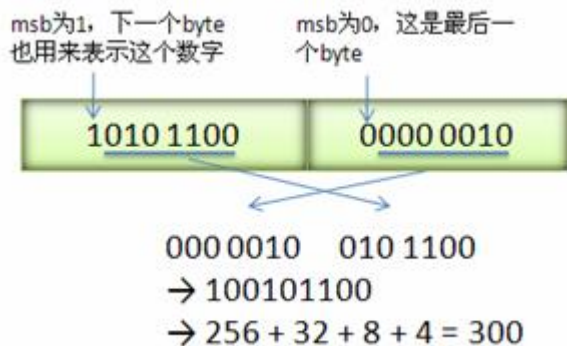 msb为1，下一个byte
也用来表示这个数字
msb为0，这是最后一
个byte
1010 1100
0000 0010
000 0010 010 1100
→ 100101100
→ 256 + 32 + 8 + 4 = 300